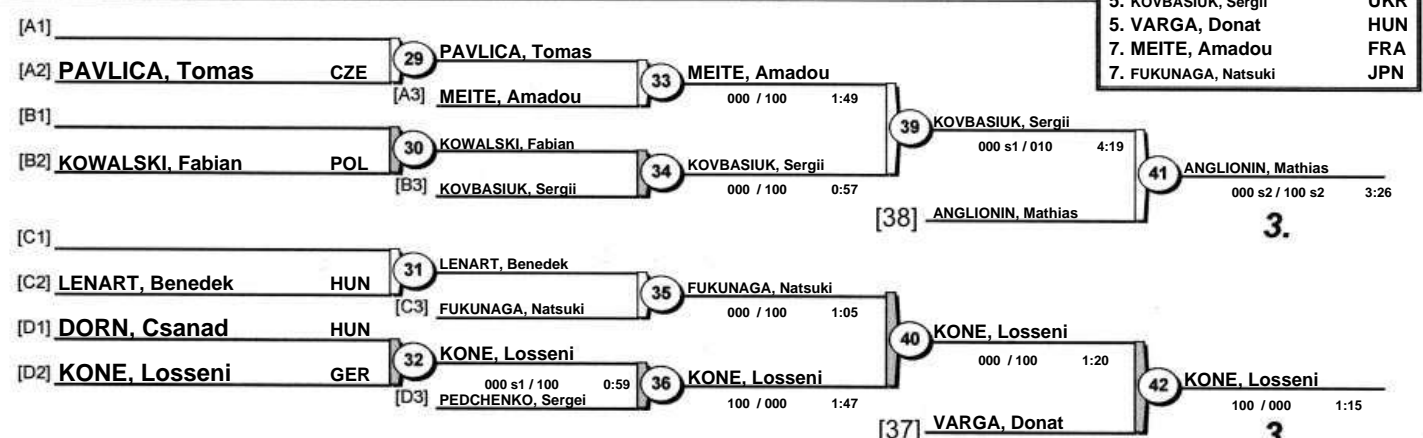 5. KOVBASIUK, Sergii UKR
5. VARGA, Donat HUN
7. MEITE, Amadou FRA
7. FUKUNAGA, Natsuki JPN
[A1]
[A2] PAVLICA, Tomas CZE
29
PAVLICA, Tomas
[A3] MEITE, Amadou
33
MEITE, Amadou
000 / 100 1:49
[B1]
[B2] KOWALSKI, Fabian POL
30
KOWALSKI, Fabian
[B3] KOVBASIUK, Sergii
34
KOVBASIUK, Sergii
000 / 100 0:57
39
KOVBASIUK, Sergii
000 s1 / 010 4:19
[38] ANGLIONIN, Mathias
41
ANGLIONIN, Mathias
000 s2 / 100 s2 3:26
3.
[C1]
[C2] LENART, Benedek HUN
31
LENART, Benedek
[C3] FUKUNAGA, Natsuki
35
FUKUNAGA, Natsuki
000 / 100 1:05
[D1] DORN, Csanad HUN
[D2] KONE, Losseni GER
32
KONE, Losseni
000 s1 / 100 0:59
[D3] PEDCHENKO, Sergei
36
KONE, Losseni
100 / 000 1:47
40
KONE, Losseni
000 / 100 1:20
[37] VARGA, Donat
42
KONE, Losseni
100 / 000 1:15
3